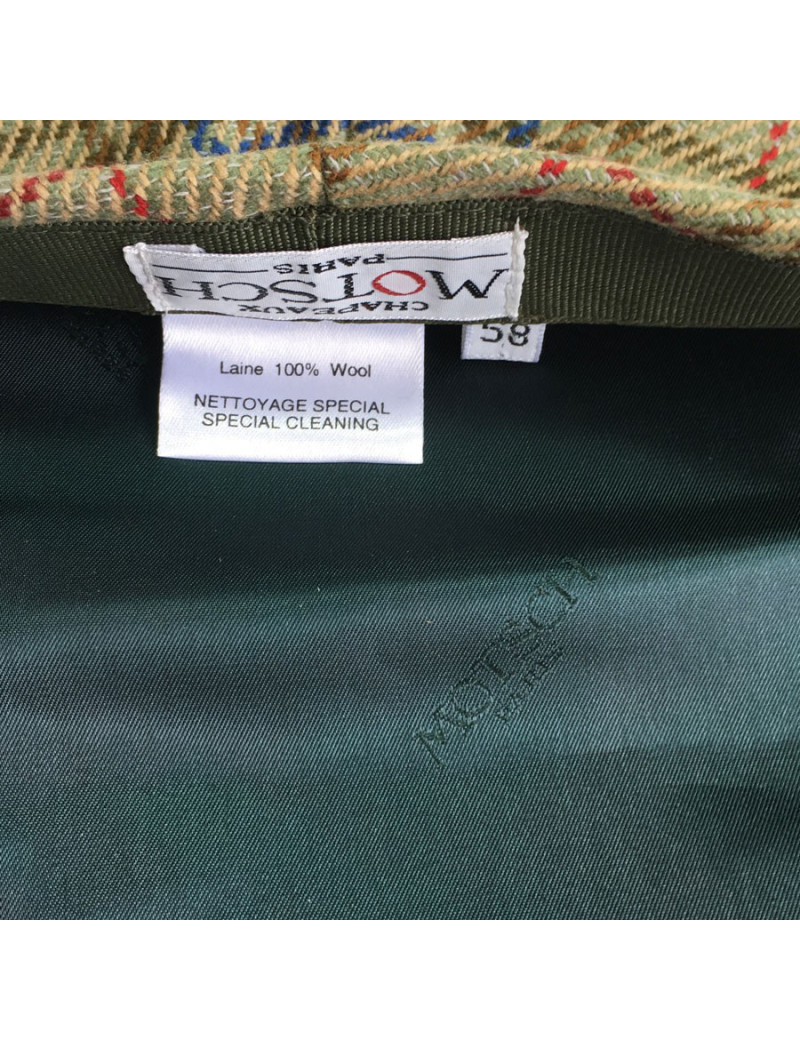 CHAPEAUX
MOTSCH
PARIS
58
Laine 100% Wool
NETTOYAGE SPECIAL
SPECIAL CLEANING
MOTSCH